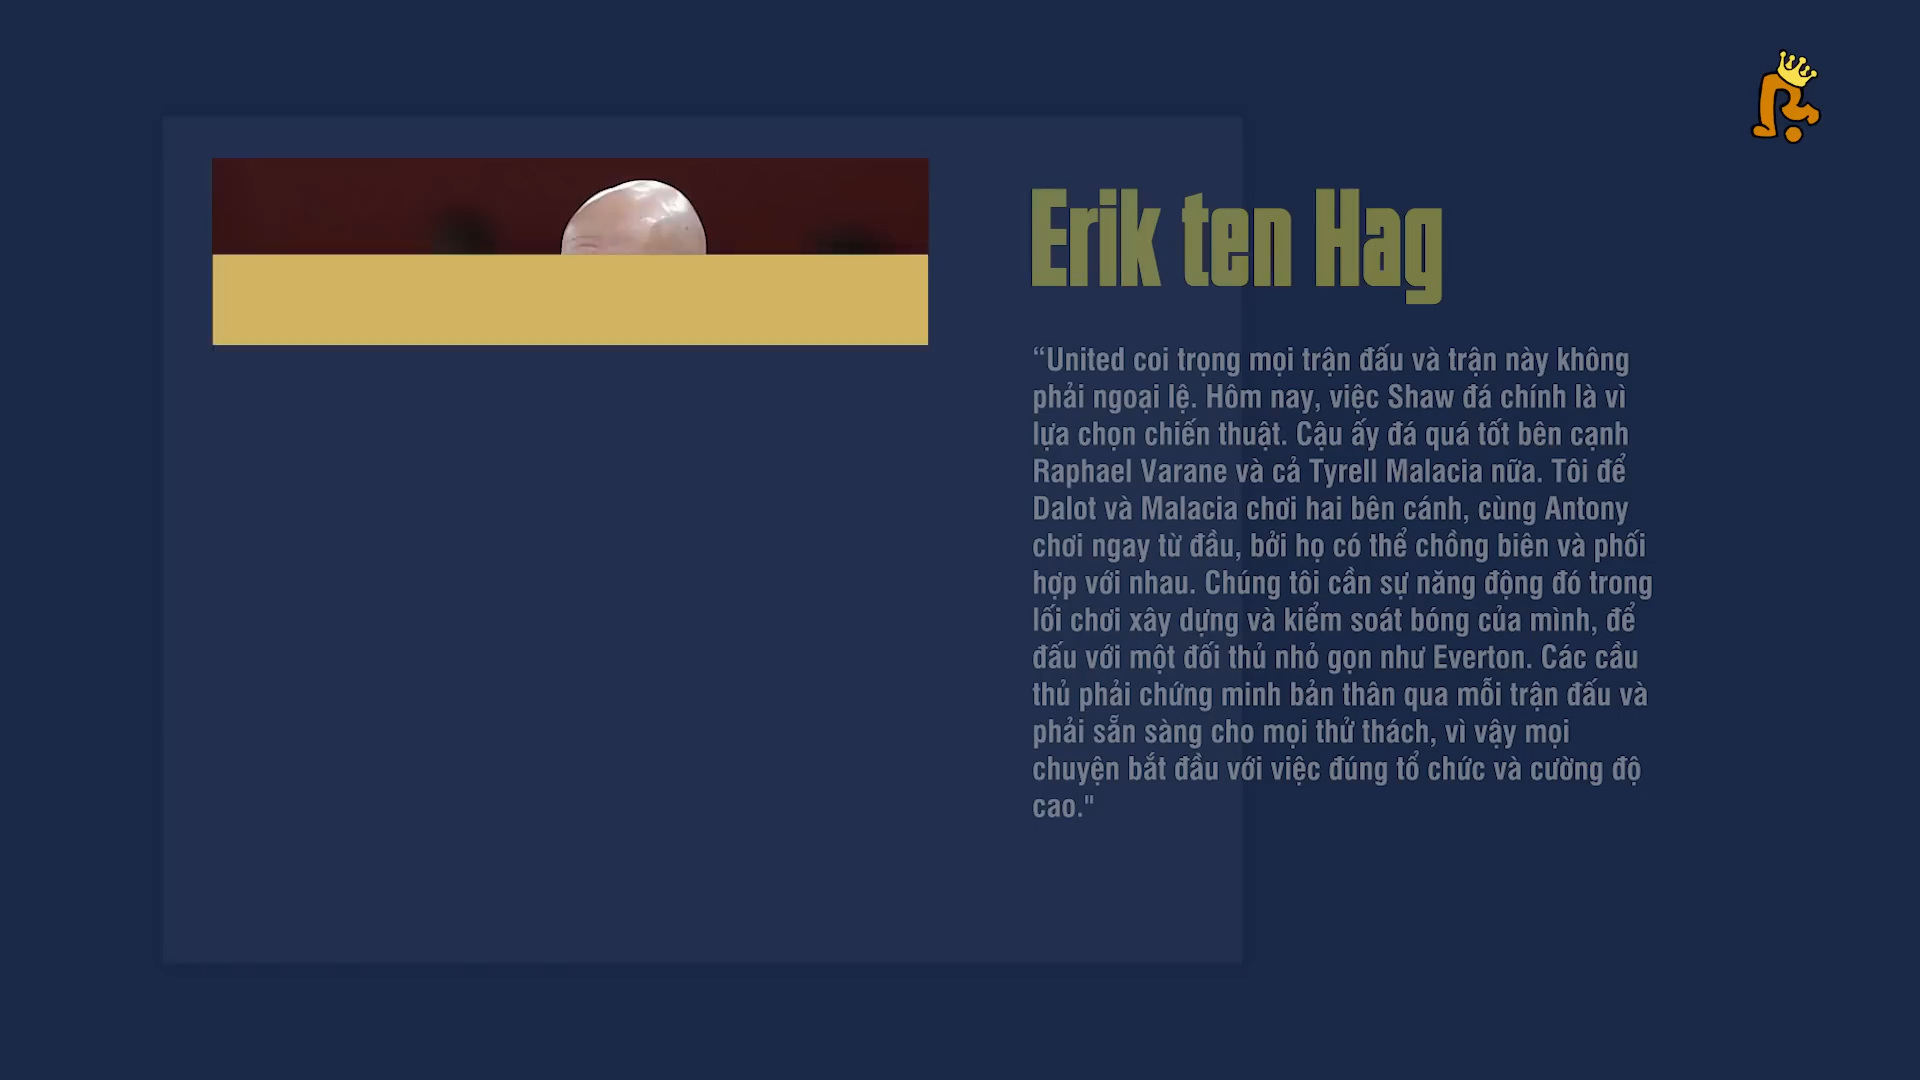 Erik ten Hag
“United coi trọng mọi trận đấu và trận này không
phải ngoại lệ. Hôm nay, việc Shaw đá chính là vì
lựa chọn chiến thuật. Cậu ấy đá quá tốt bên cạnh
Raphael Varane và cả Tyrell Malacia nữa. Tôi để
Dalot và Malacia chơi hai bên cánh, cùng Antony
chơi ngay từ đầu, bởi họ có thể chồng biên và phối
hợp với nhau. Chúng tôi cần sự năng động đó trong
lối chơi xây dựng và kiểm soát bóng của mình, để
đấu với một đối thủ nhỏ gọn như Everton. Các cầu
thủ phải chứng minh bản thân qua mỗi trận đấu và
phải sẵn sàng cho mọi thử thách, vì vậy mọi
chuyện bắt đầu với việc đúng tổ chức và cường độ
cao."